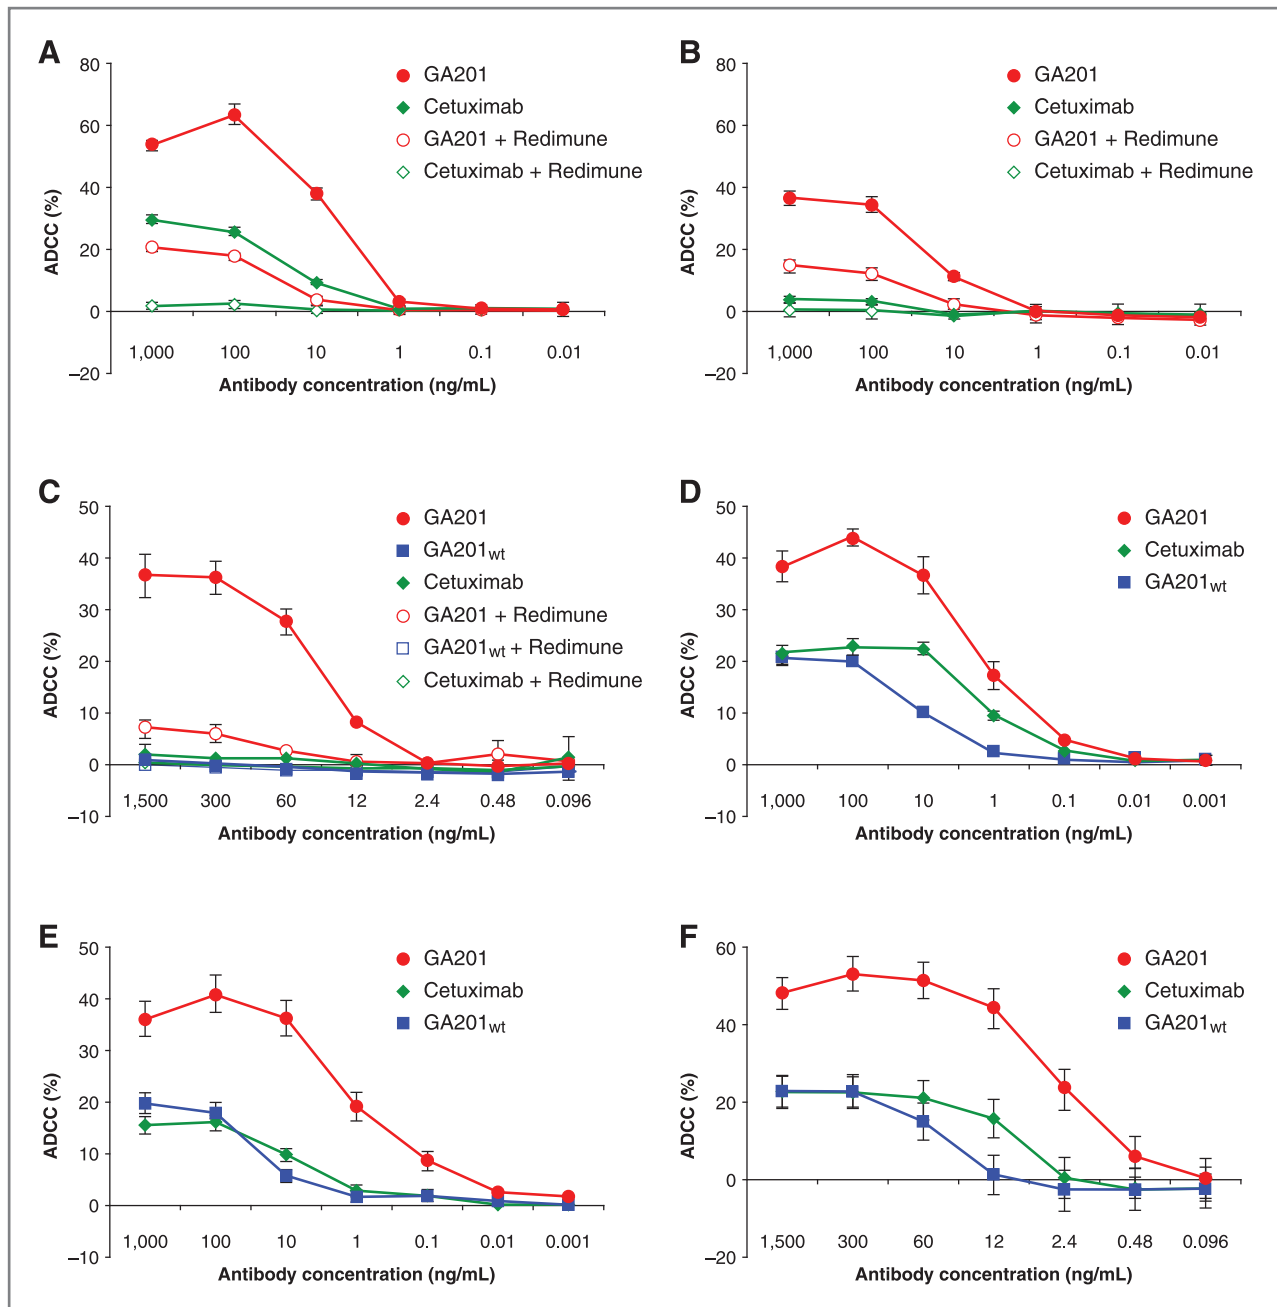 A
80
60
40
20
0
–20
ADCC (%)
GA201
Cetuximab
GA201 + Redimune
Cetuximab + Redimune
1,000 100 10 1 0.1 0.01
Antibody concentration (ng/mL)
B
80
60
40
20
0
–20
ADCC (%)
GA201
Cetuximab
GA201 + Redimune
Cetuximab + Redimune
1,000 100 10 1 0.1 0.01
Antibody concentration (ng/mL)
C
50
40
30
20
10
0
–10
ADCC (%)
GA201
GA201wt
Cetuximab
GA201 + Redimune
GA201wt + Redimune
Cetuximab + Redimune
1,500 300 60 12 2.4 0.48 0.096
Antibody concentration (ng/mL)
D
50
40
30
20
10
0
–10
ADCC (%)
GA201
Cetuximab
GA201wt
1,000 100 10 1 0.1 0.01 0.001
Antibody concentration (ng/mL)
E
50
40
30
20
10
0
–10
ADCC (%)
GA201
Cetuximab
GA201wt
1,000 100 10 1 0.1 0.01 0.001
Antibody concentration (ng/mL)
F
60
40
20
0
–20
ADCC (%)
GA201
Cetuximab
GA201wt
1,500 300 60 12 2.4 0.48 0.096
Antibody concentration (ng/mL)